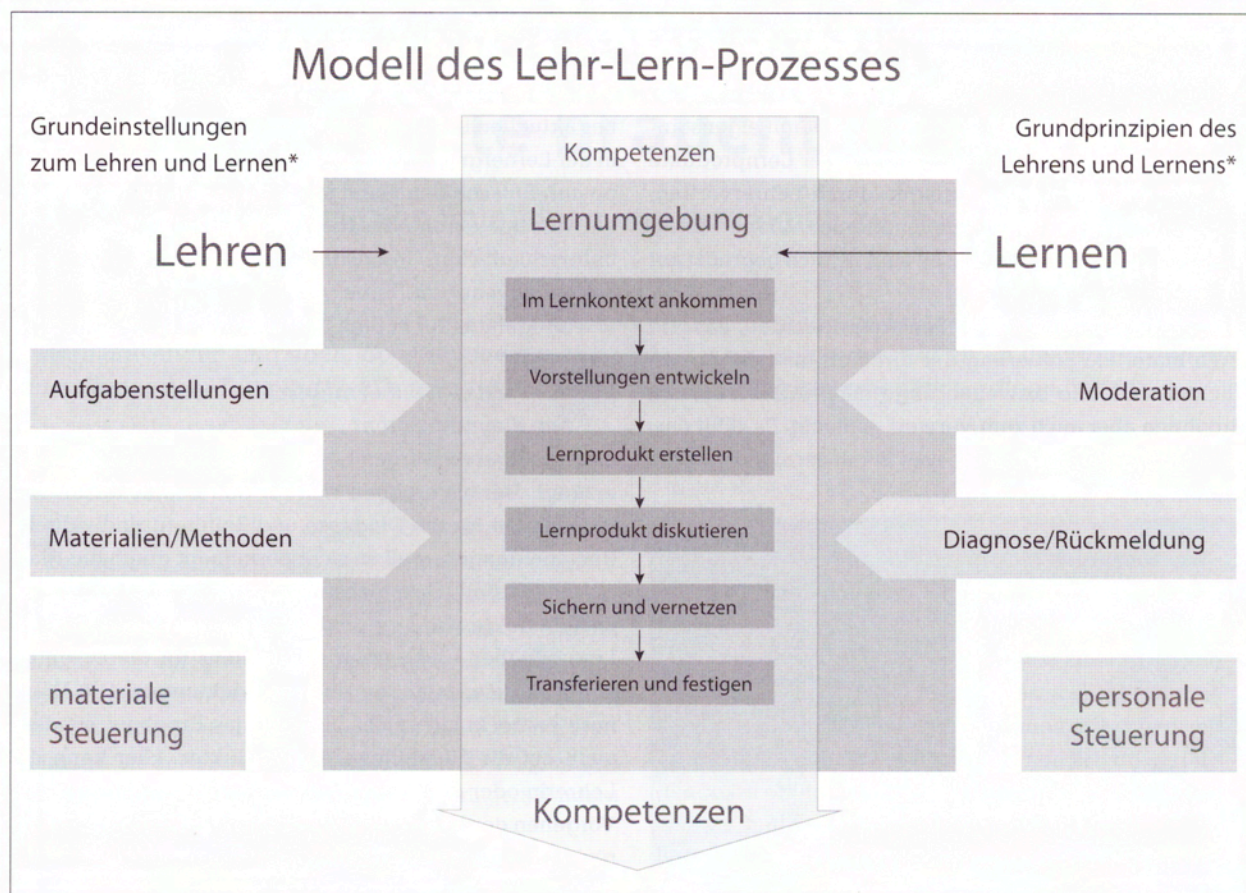 Modell des Lehr-Lern-Prozesses
Grundeinstellungen
zum Lehren und Lernen*
Kompetenzen
Grundprinzipien des
Lehrens und Lernens*
Lernumgebung
Lehren
Lernen
Im Lernkontext ankommen
Aufgabenstellungen
Vorstellungen entwickeln
Moderation
Lernprodukt erstellen
Materialien/Methoden
Lernprodukt diskutieren
Diagnose/Rückmeldung
Sichern und vernetzen
Transferieren und festigen
materiale
Steuerung
personale
Steuerung
Kompetenzen